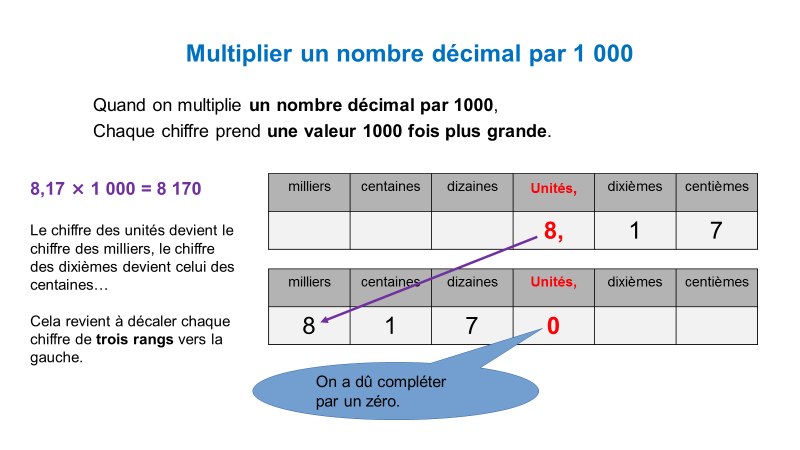 Multiplier un nombre décimal par 1 000
Quand on multiplie un nombre décimal par 1000,
Chaque chiffre prend une valeur 1000 fois plus grande.
8,17 × 1 000 = 8 170
Le chiffre des unités devient le
chiffre des milliers, le chiffre
des dixièmes devient celui des
centaines…
Cela revient à décaler chaque
chiffre de trois rangs vers la
gauche.
milliers centaines dizaines Unités, dixièmes centièmes
8, 1 7
milliers centaines dizaines Unités, dixièmes centièmes
8 1 7 0
On a dû compléter
par un zéro.